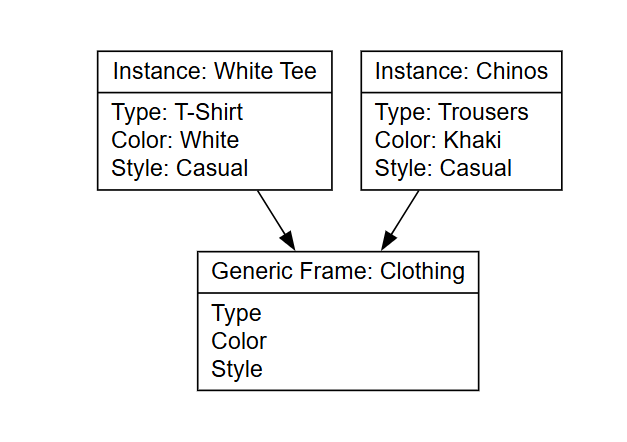 Instance: White Tee
Type: T-Shirt
Color: White
Style: Casual
Instance: Chinos
Type: Trousers
Color: Khaki
Style: Casual
Generic Frame: Clothing
Type
Color
Style